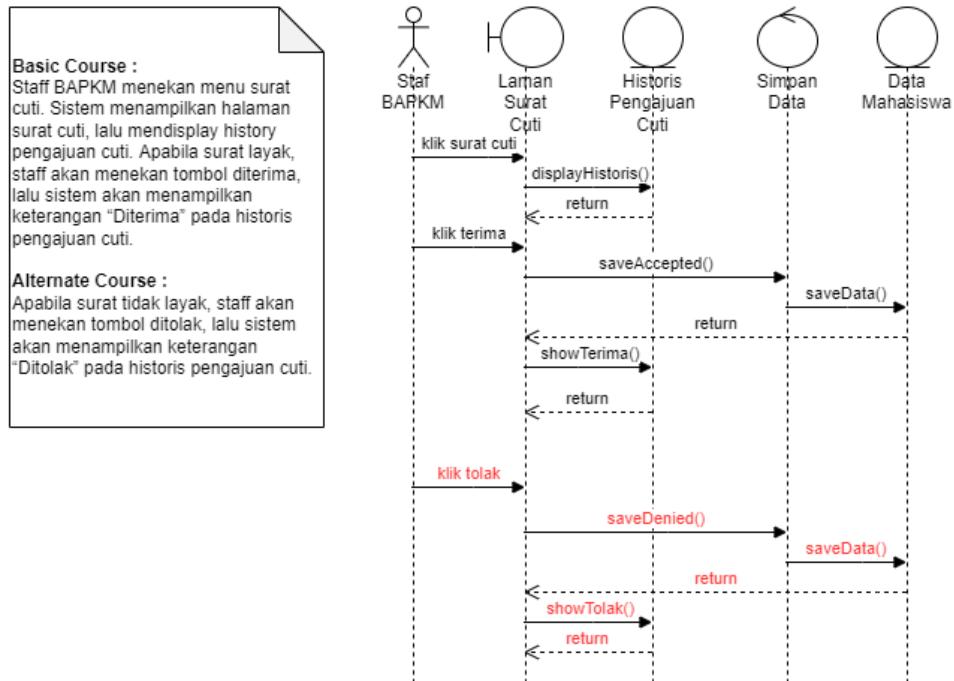 Basic Course :
Staff BAPKM menekan menu surat
cuti. Sistem menampilkan halaman
surat cuti, lalu mendisplay history
pengajuan cuti. Apabila surat layak,
staff akan menekan tombol diterima,
lalu sistem akan menampilkan
keterangan “Diterima” pada historis
pengajuan cuti.
Alternate Course :
Apabila surat tidak layak, staff akan
menekan tombol ditolak, lalu sistem
akan menampilkan keterangan
“Ditolak” pada historis pengajuan cuti.
Staf
BAPKM
Laman
Surat
Cuti
Historis
Pengajuan
Cuti
Simpan
Data
Data
Mahasiswa
klik surat cuti
displayHistoris()
return
klik terima
saveAccepted()
saveData()
return
showTerima()
return
klik tolak
saveDenied()
saveData()
return
showTolak()
return